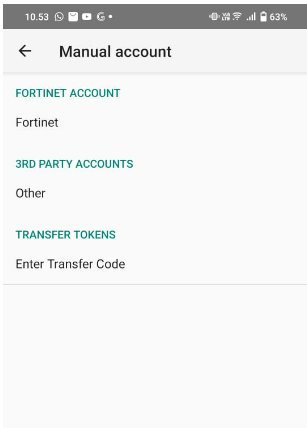 10.53
63%
Manual account
FORTINET ACCOUNT
Fortinet
3RD PARTY ACCOUNTS
Other
TRANSFER TOKENS
Enter Transfer Code